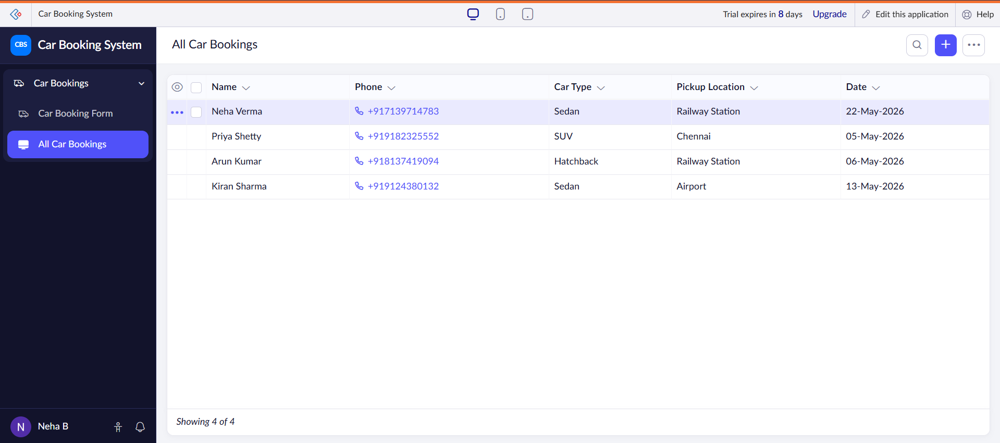 Car Booking System
Trial expires in 8 days Upgrade Edit this application Help
CBS Car Booking System
Car Bookings
Car Booking Form
All Car Bookings
Neha B
N
All Car Bookings
Name Phone Car Type Pickup Location Date
Neha Verma +917139714783 Sedan Railway Station 22-May-2026
Priya Shetty +919182325552 SUV Chennai 05-May-2026
Arun Kumar +918137419094 Hatchback Railway Station 06-May-2026
Kiran Sharma +919124380132 Sedan Airport 13-May-2026
Showing 4 of 4